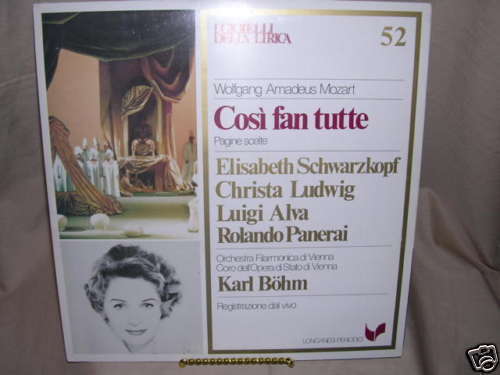 I GIOIELLI
DELLA LIRICA
52
Wolfgang Amadeus Mozart
Così fan tutte
Pagine scelte
Elisabeth Schwarzkopf
Christa Ludwig
Luigi Alva
Rolando Panerai
Orchestra Filarmonica di Vienna
Coro dell'Opera di Stato di Vienna
Karl Böhm
Registrazione dal vivo
LONGANESI PERIODICI
ebY